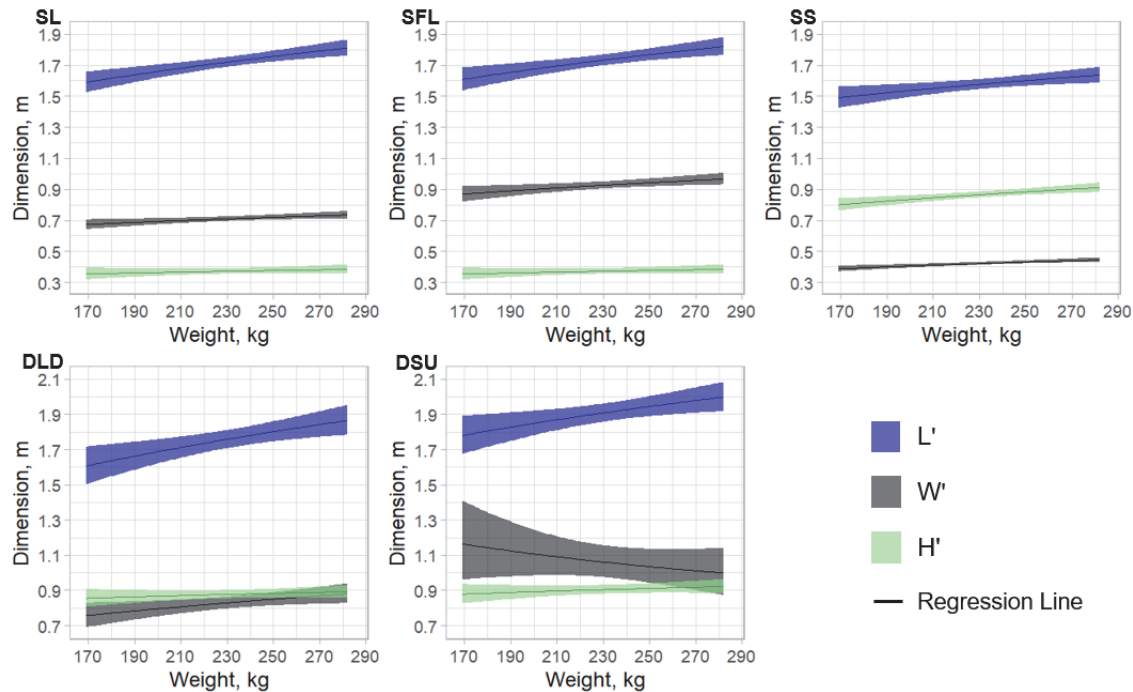 SL
1.9
1.7
1.5
1.3
1.1
0.9
0.7
0.5
0.3
Dimension, m
170 190 210 230 250 270 290
Weight, kg
SFL
1.9
1.7
1.5
1.3
1.1
0.9
0.7
0.5
0.3
Dimension, m
170 190 210 230 250 270 290
Weight, kg
SS
1.9
1.7
1.5
1.3
1.1
0.9
0.7
0.5
0.3
Dimension, m
170 190 210 230 250 270 290
Weight, kg
DLD
2.1
1.9
1.7
1.5
1.3
1.1
0.9
0.7
Dimension, m
170 190 210 230 250 270 290
Weight, kg
DSU
2.1
1.9
1.7
1.5
1.3
1.1
0.9
0.7
Dimension, m
170 190 210 230 250 270 290
Weight, kg
L'
W'
H'
Regression Line